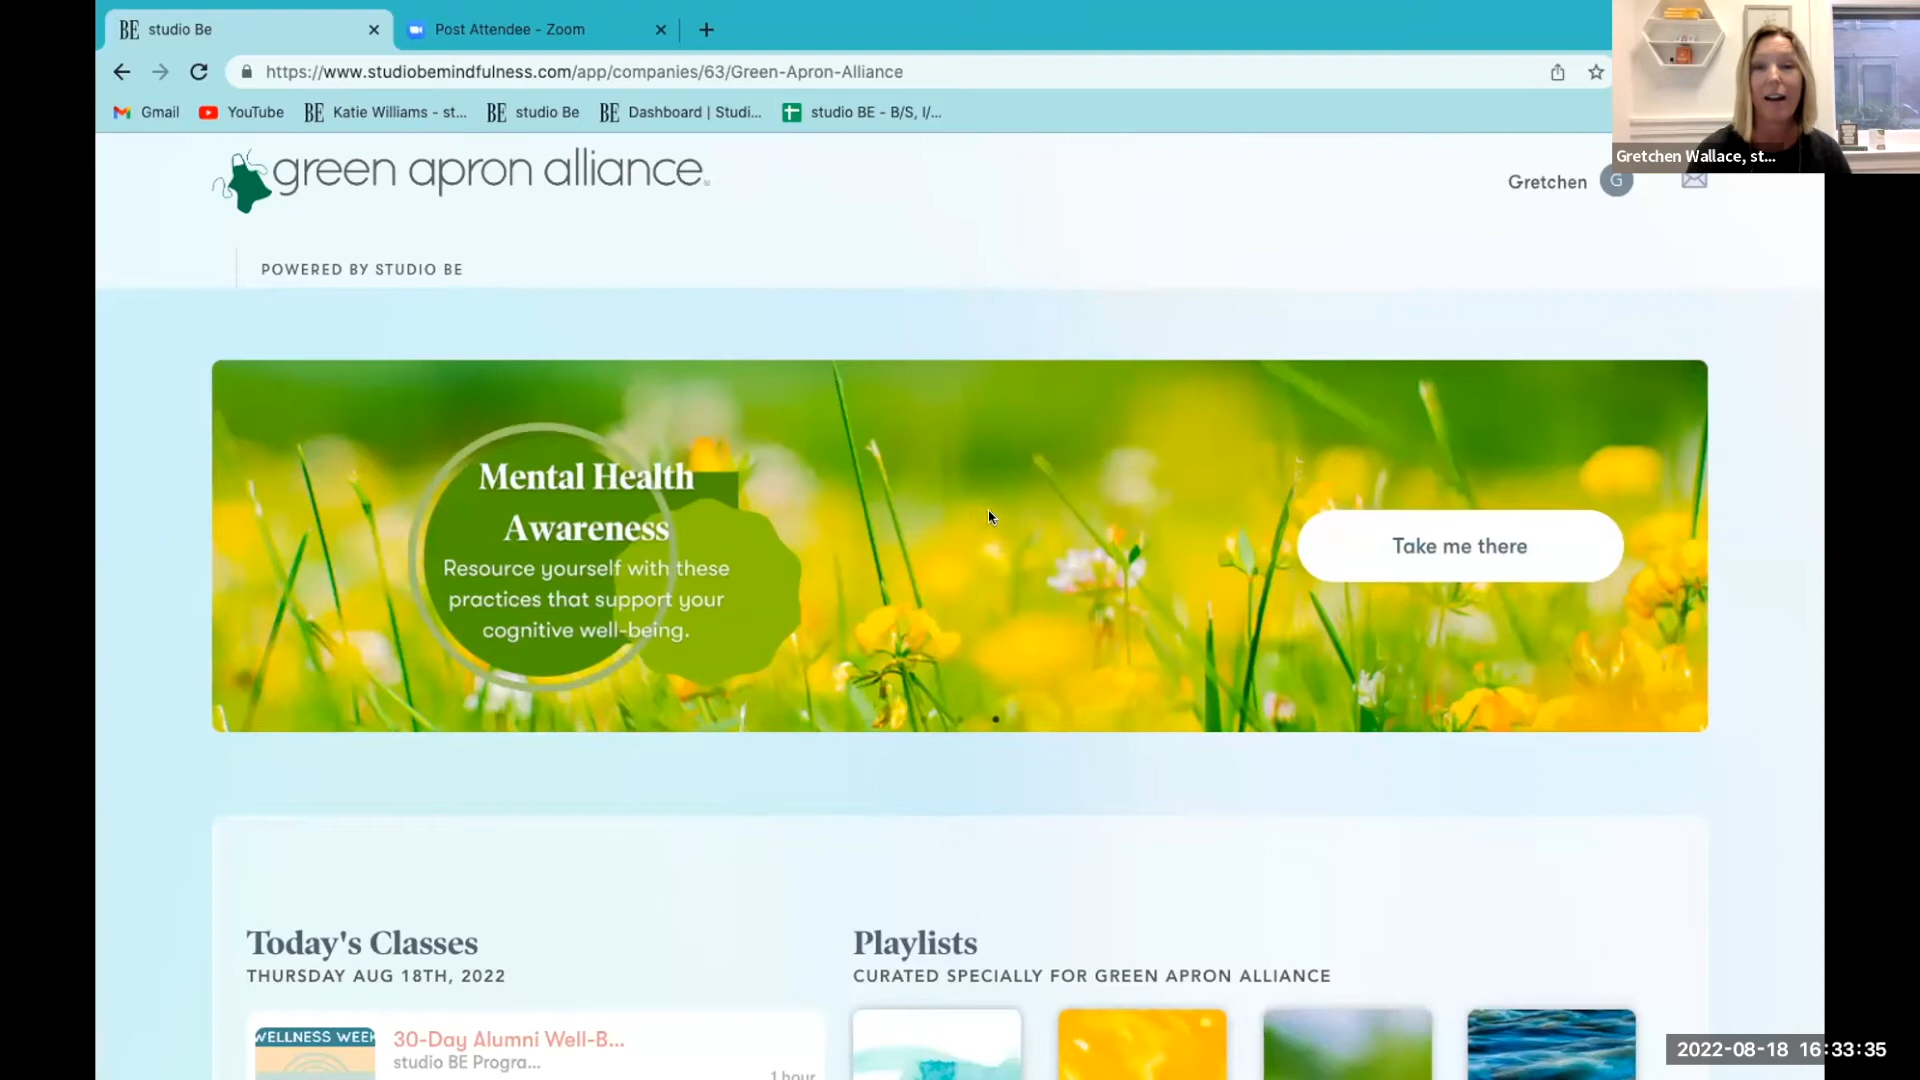 BE studio Be
Post Attendee - Zoom
https://www.studiobemindfulness.com/app/companies/63/Green-Apron-Alliance
Gmail
YouTube
BE Katie Williams - st...
BE studio Be
BE Dashboard | Studi...
studio BE - B/S, I/...
Gretchen Wallace, st...
green apron alliance
Gretchen G
POWERED BY STUDIO BE
Mental Health
Awareness
Resource yourself with these
practices that support your
cognitive well-being.
Take me there
Today's Classes
THURSDAY AUG 18TH, 2022
Playlists
CURATED SPECIALLY FOR GREEN APRON ALLIANCE
WELLNESS WEEK
30-Day Alumni Well-B...
studio BE Progra...
1 hour
2022-08-18 16:33:35